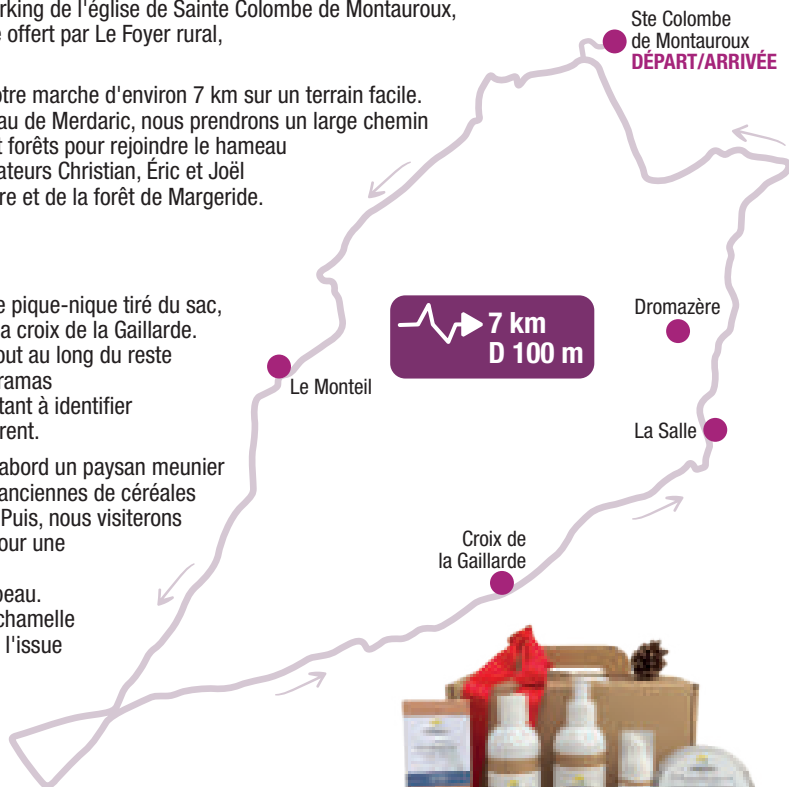 rking de l'église de Sainte Colombe de Montauroux,
offert par Le Foyer rural,
otre marche d'environ 7 km sur un terrain facile.
au de Merdaric, nous prendrons un large chemin
t forêts pour rejoindre le hameau
ateurs Christian, Éric et Joël
re et de la forêt de Margeride.
e pique-nique tiré du sac,
a croix de la Gaillarde.
out au long du reste
ramas
tant à identifier
rent.
abord un paysan meunier
anciennes de céréales
Puis, nous visiterons
our une
eau.
chamelle
l'issue
Ste Colombe
de Montauroux
DÉPART/ARRIVÉE
7 km
D 100 m
Dromazère
Le Monteil
La Salle
Croix de
la Gaillarde